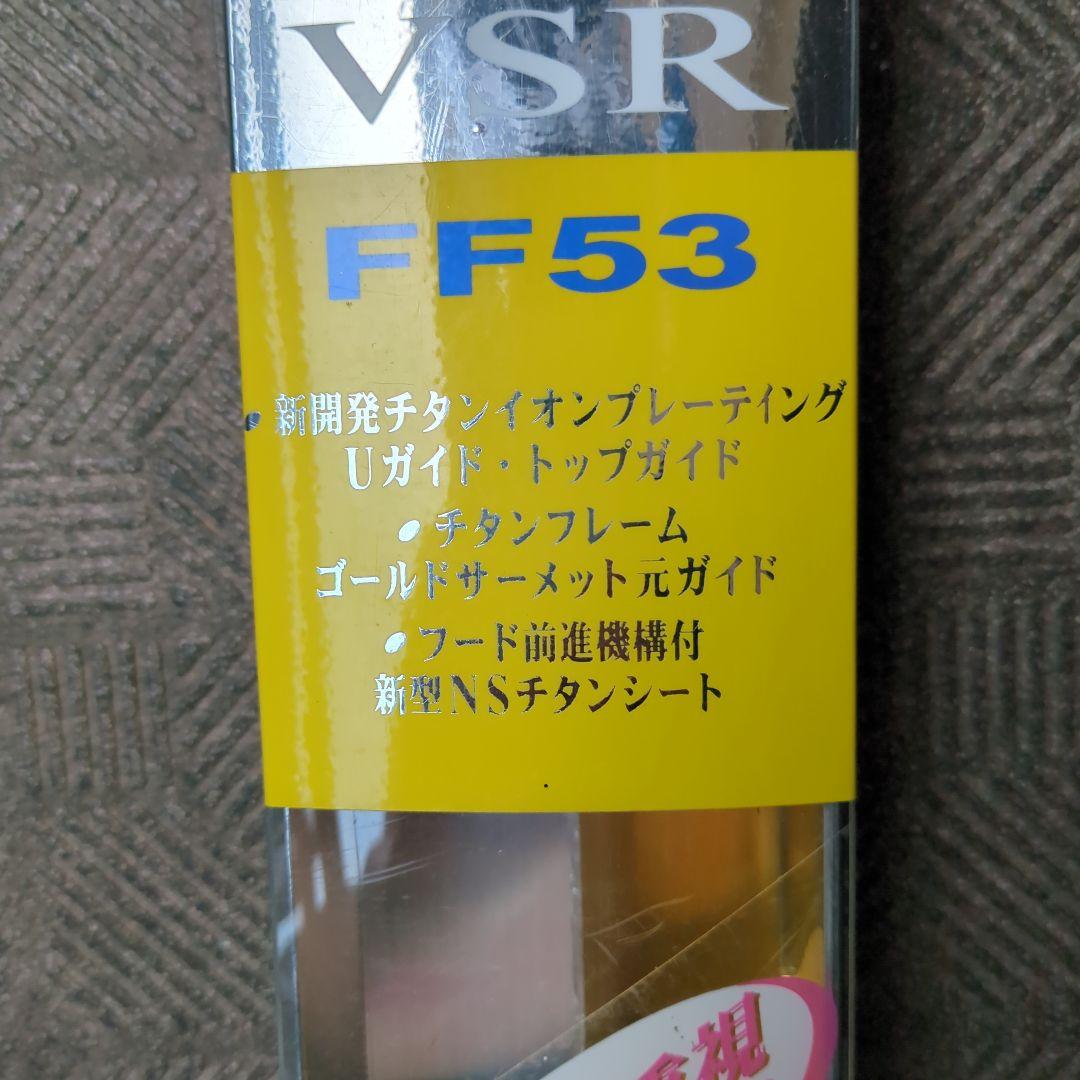 VSR
FF53
• 新開発チタンイオンプレーティング
Uガイド・トップガイド
• チタンフレーム
ゴールドサーメット元ガイド
• フード前進機構付
新型NSチタンシート
視